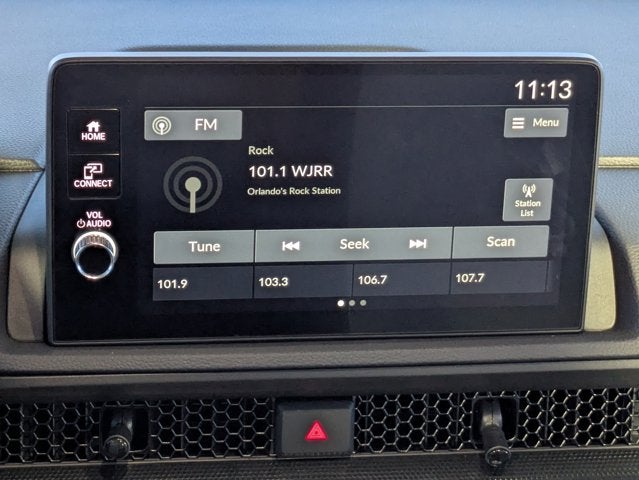 11:13
HOME
FM
Menu
Rock
101.1 WJRR
Orlando's Rock Station
CONNECT
Station
List
VOL
AUDIO
Tune
Seek
Scan
101.9
103.3
106.7
107.7